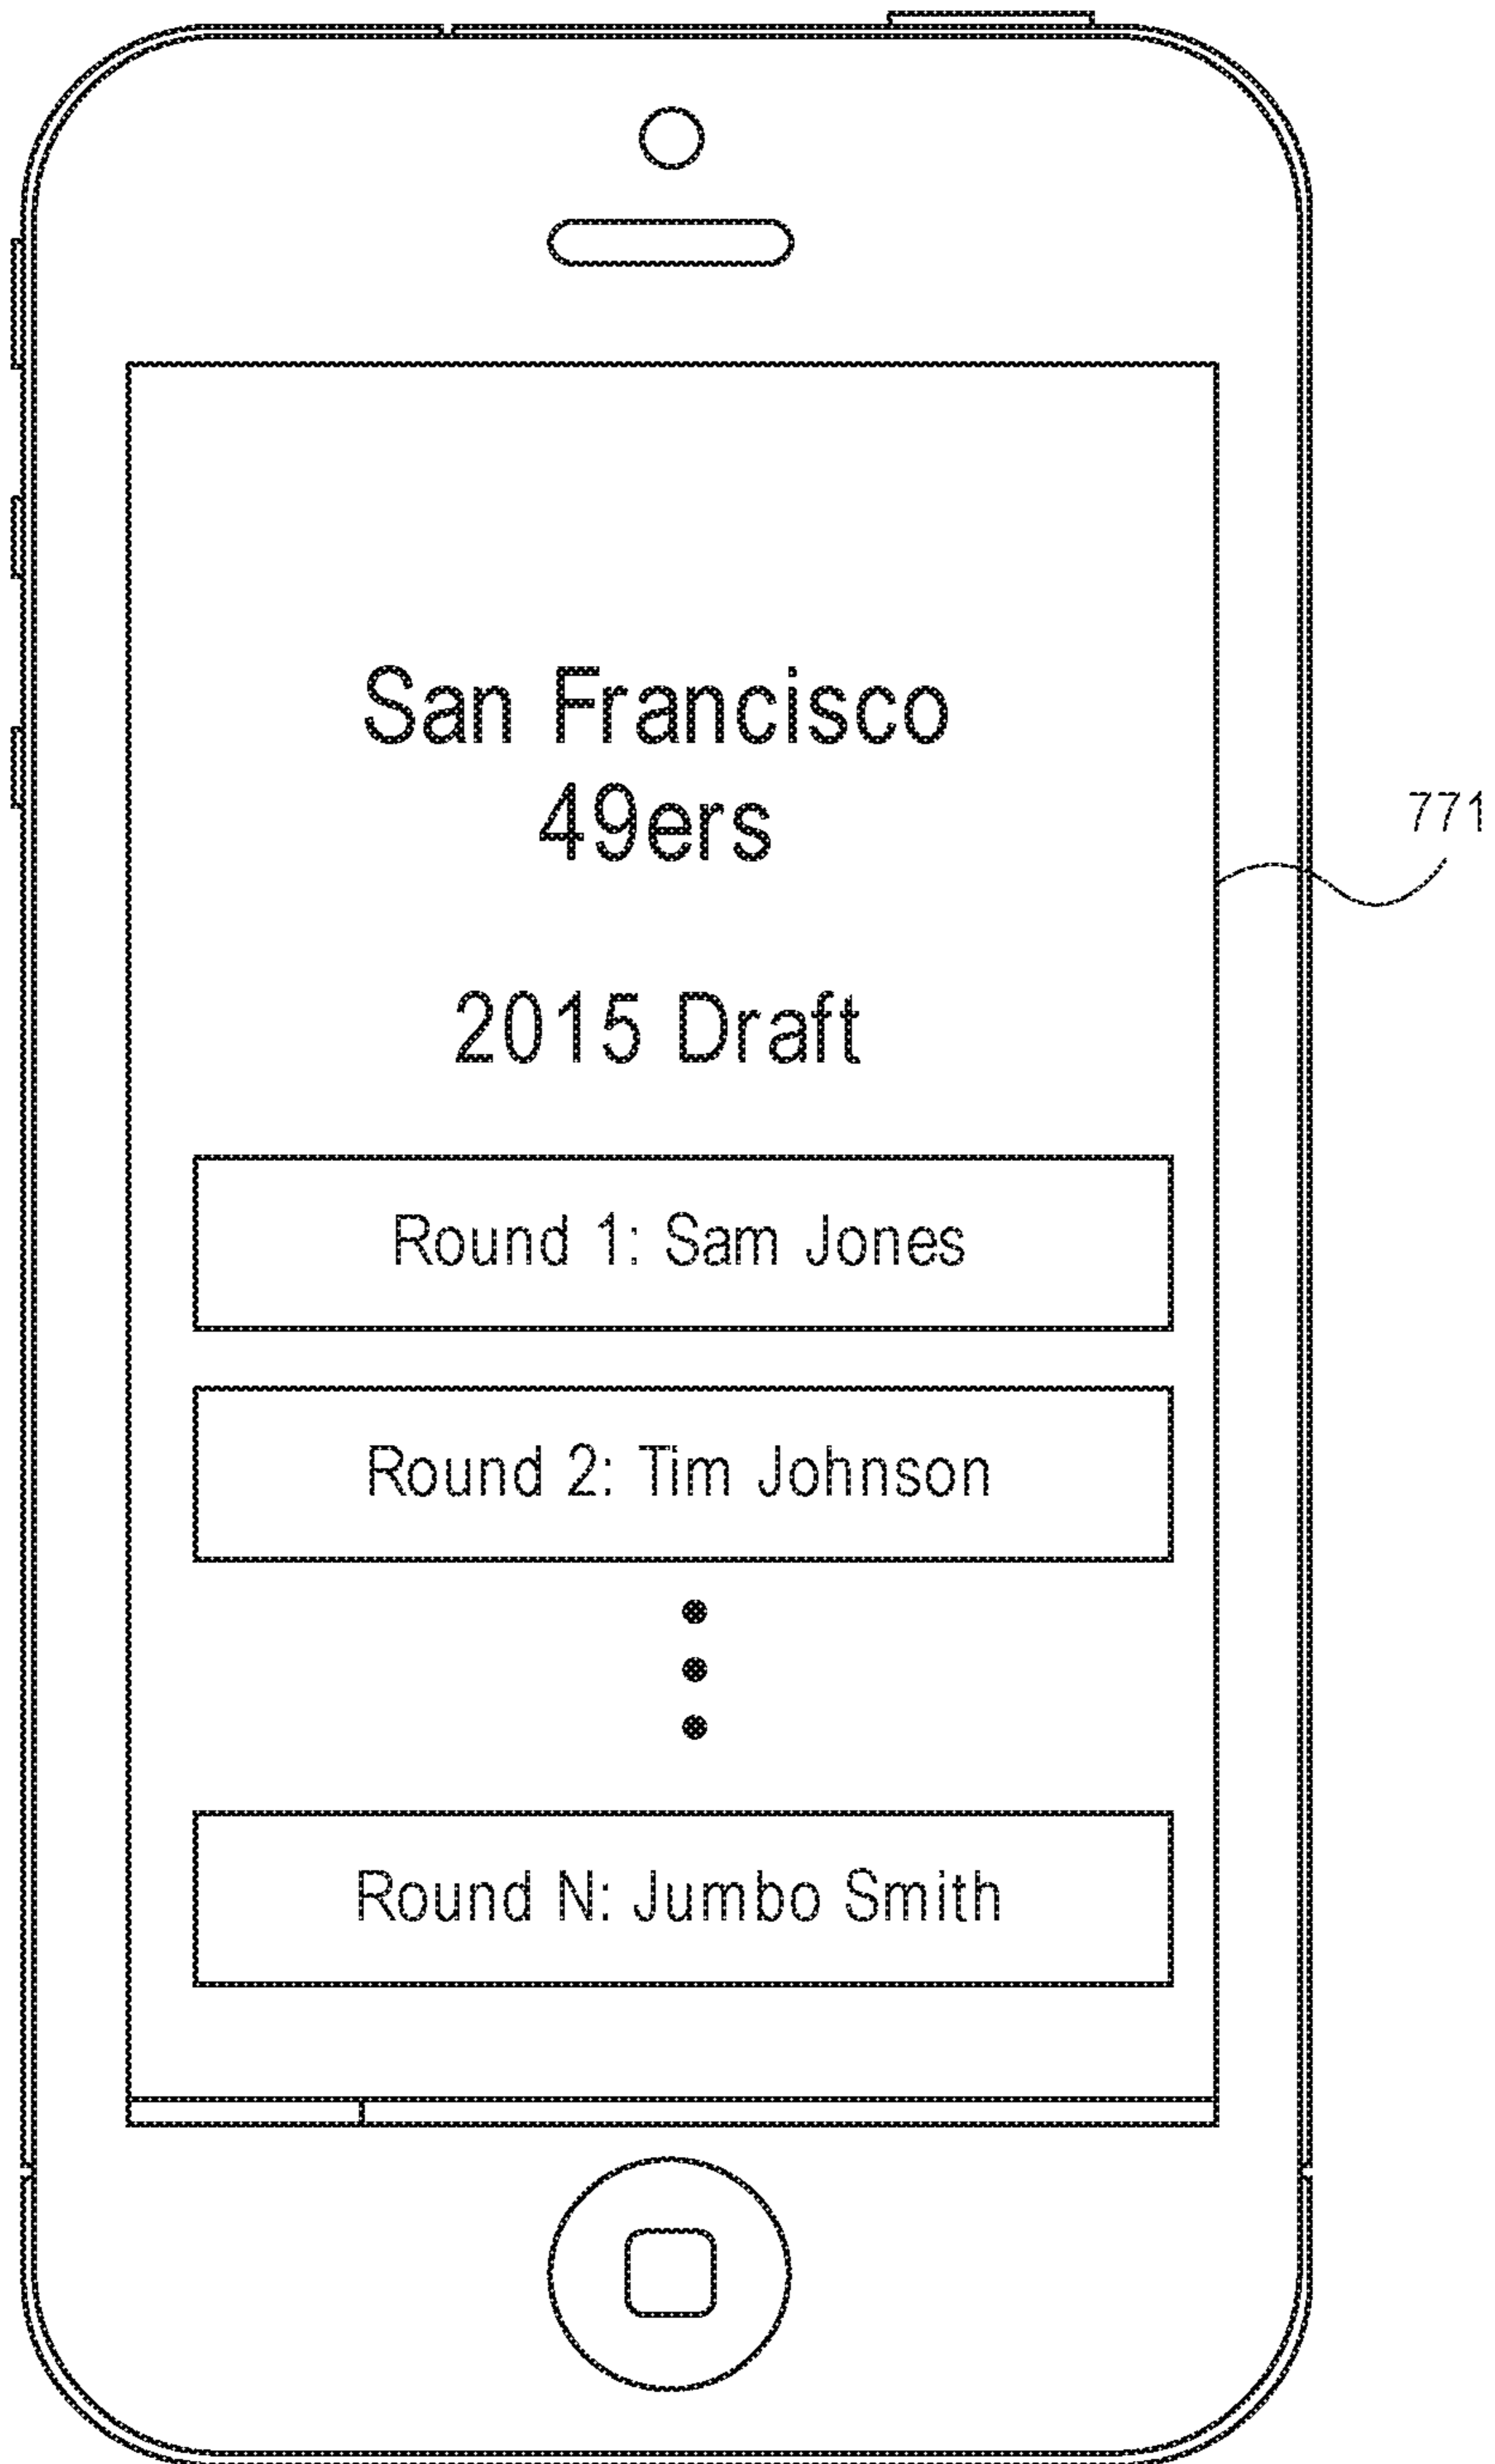 San Francisco
49ers
771
2015 Draft
Round 1: Sam Jones
Round 2: Tim Johnson
Round N: Jumbo Smith